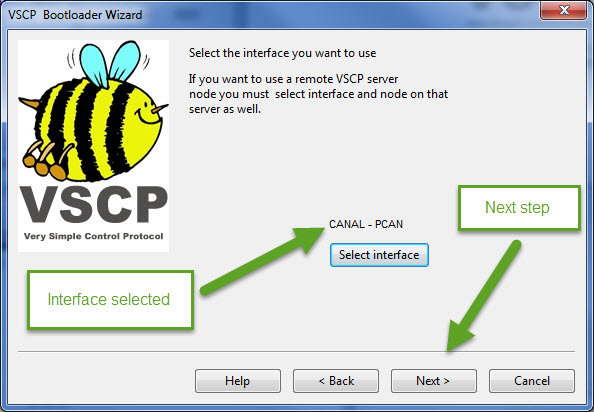 VSCP Bootloader Wizard
Select the interface you want to use
If you want to use a remote VSCP server
node you must select interface and node on that
server as well.
VSCP
Very Simple Control Protocol
CANAL - PCAN
Select interface
Next step
Interface selected
Help
< Back
Next >
Cancel